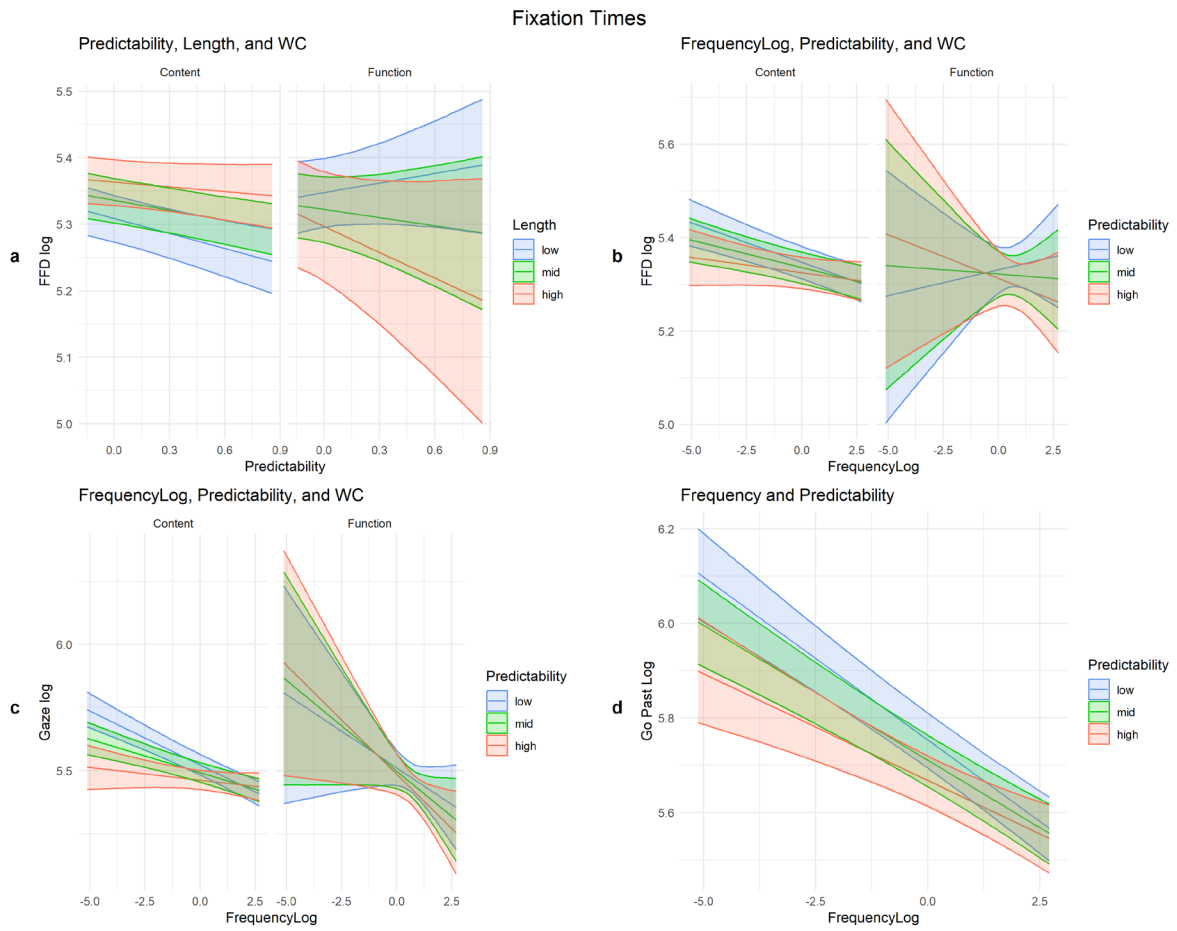 Fixation Times
Predictability, Length, and WC
Content
Function
5.5
5.4
5.3
5.2
5.1
5.0
FFD log
a
0.0
0.3
0.6
0.9
0.0
0.3
0.6
0.9
Predictability
Length
low
mid
high
FrequencyLog, Predictability, and WC
Content
Function
5.6
5.4
5.2
5.0
FFD log
b
-5.0
-2.5
0.0
2.5
-5.0
-2.5
0.0
2.5
FrequencyLog
Predictability
low
mid
high
FrequencyLog, Predictability, and WC
Content
Function
6.0
5.5
Gaze log
c
-5.0
-2.5
0.0
2.5
-5.0
-2.5
0.0
2.5
FrequencyLog
Predictability
low
mid
high
Frequency and Predictability
6.2
6.0
5.8
5.6
Go Past Log
d
-5.0
-2.5
0.0
2.5
FrequencyLog
Predictability
low
mid
high